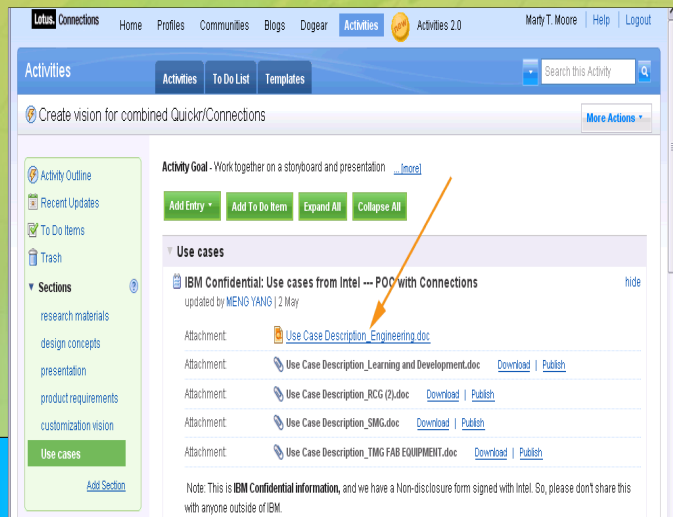 Lotus. Connections Home Profiles Communities Blogs Dogear Activities now Activities 2.0 Marty T. Moore | Help | Logout
Activities Activities To Do List Templates Search this Activity
Create vision for combined Quickr/Connections More Actions
Activity Goal - Work together on a storyboard and presentation ... [more]
Add Entry Add To Do Item Expand All Collapse All
Activity Outline
Recent Updates
To Do Items
Trash
Sections ?
research materials
design concepts
presentation
product requirements
customization vision
Use cases
Add Section
Use cases
IBM Confidential: Use cases from Intel --- POC with Connections hide
updated by MENG YANG | 2 May
Attachment: Use Case Description_Engineering.doc
Attachment: Use Case Description_Learning and Development.doc Download | Publish
Attachment: Use Case Description_RCG (2).doc Download | Publish
Attachment: Use Case Description_SMG.doc Download | Publish
Attachment: Use Case Description_TMG FAB EQUIPMENT.doc Download | Publish
Note: This is IBM Confidential information, and we have a Non-disclosure form signed with Intel. So, please don't share this
with anyone outside of IBM.